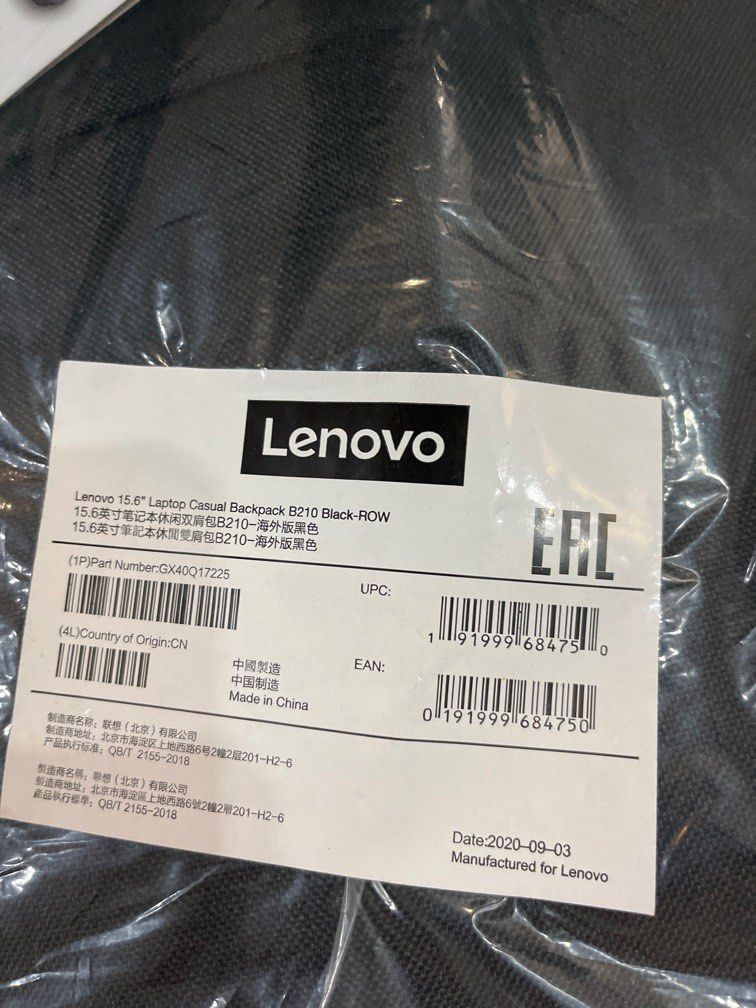 Lenovo
Lenovo 15.6" Laptop Casual Backpack B210 Black-ROW
15.6英寸笔记本休闲双肩包B210-海外版黑色
15.6英寸筆記本休閒雙肩包B210-海外版黑色
EAC
(1P)Part Number:GX40Q17225
UPC:
1 91999 68475 0
(4L)Country of Origin:CN
中國製造
中国制造
Made in China
EAN:
0 191999 684750
制造商名称：联想（北京）有限公司
制造商地址：北京市海淀区上地西路6号2幢2层201-H2-6
产品执行标准：QB/T 2155-2018
製造商名稱：聯想（北京）有限公司
製造商地址：北京市海淀區上地西路6號2幢2層201-H2-6
產品執行標準：QB/T 2155-2018
Date:2020-09-03
Manufactured for Lenovo